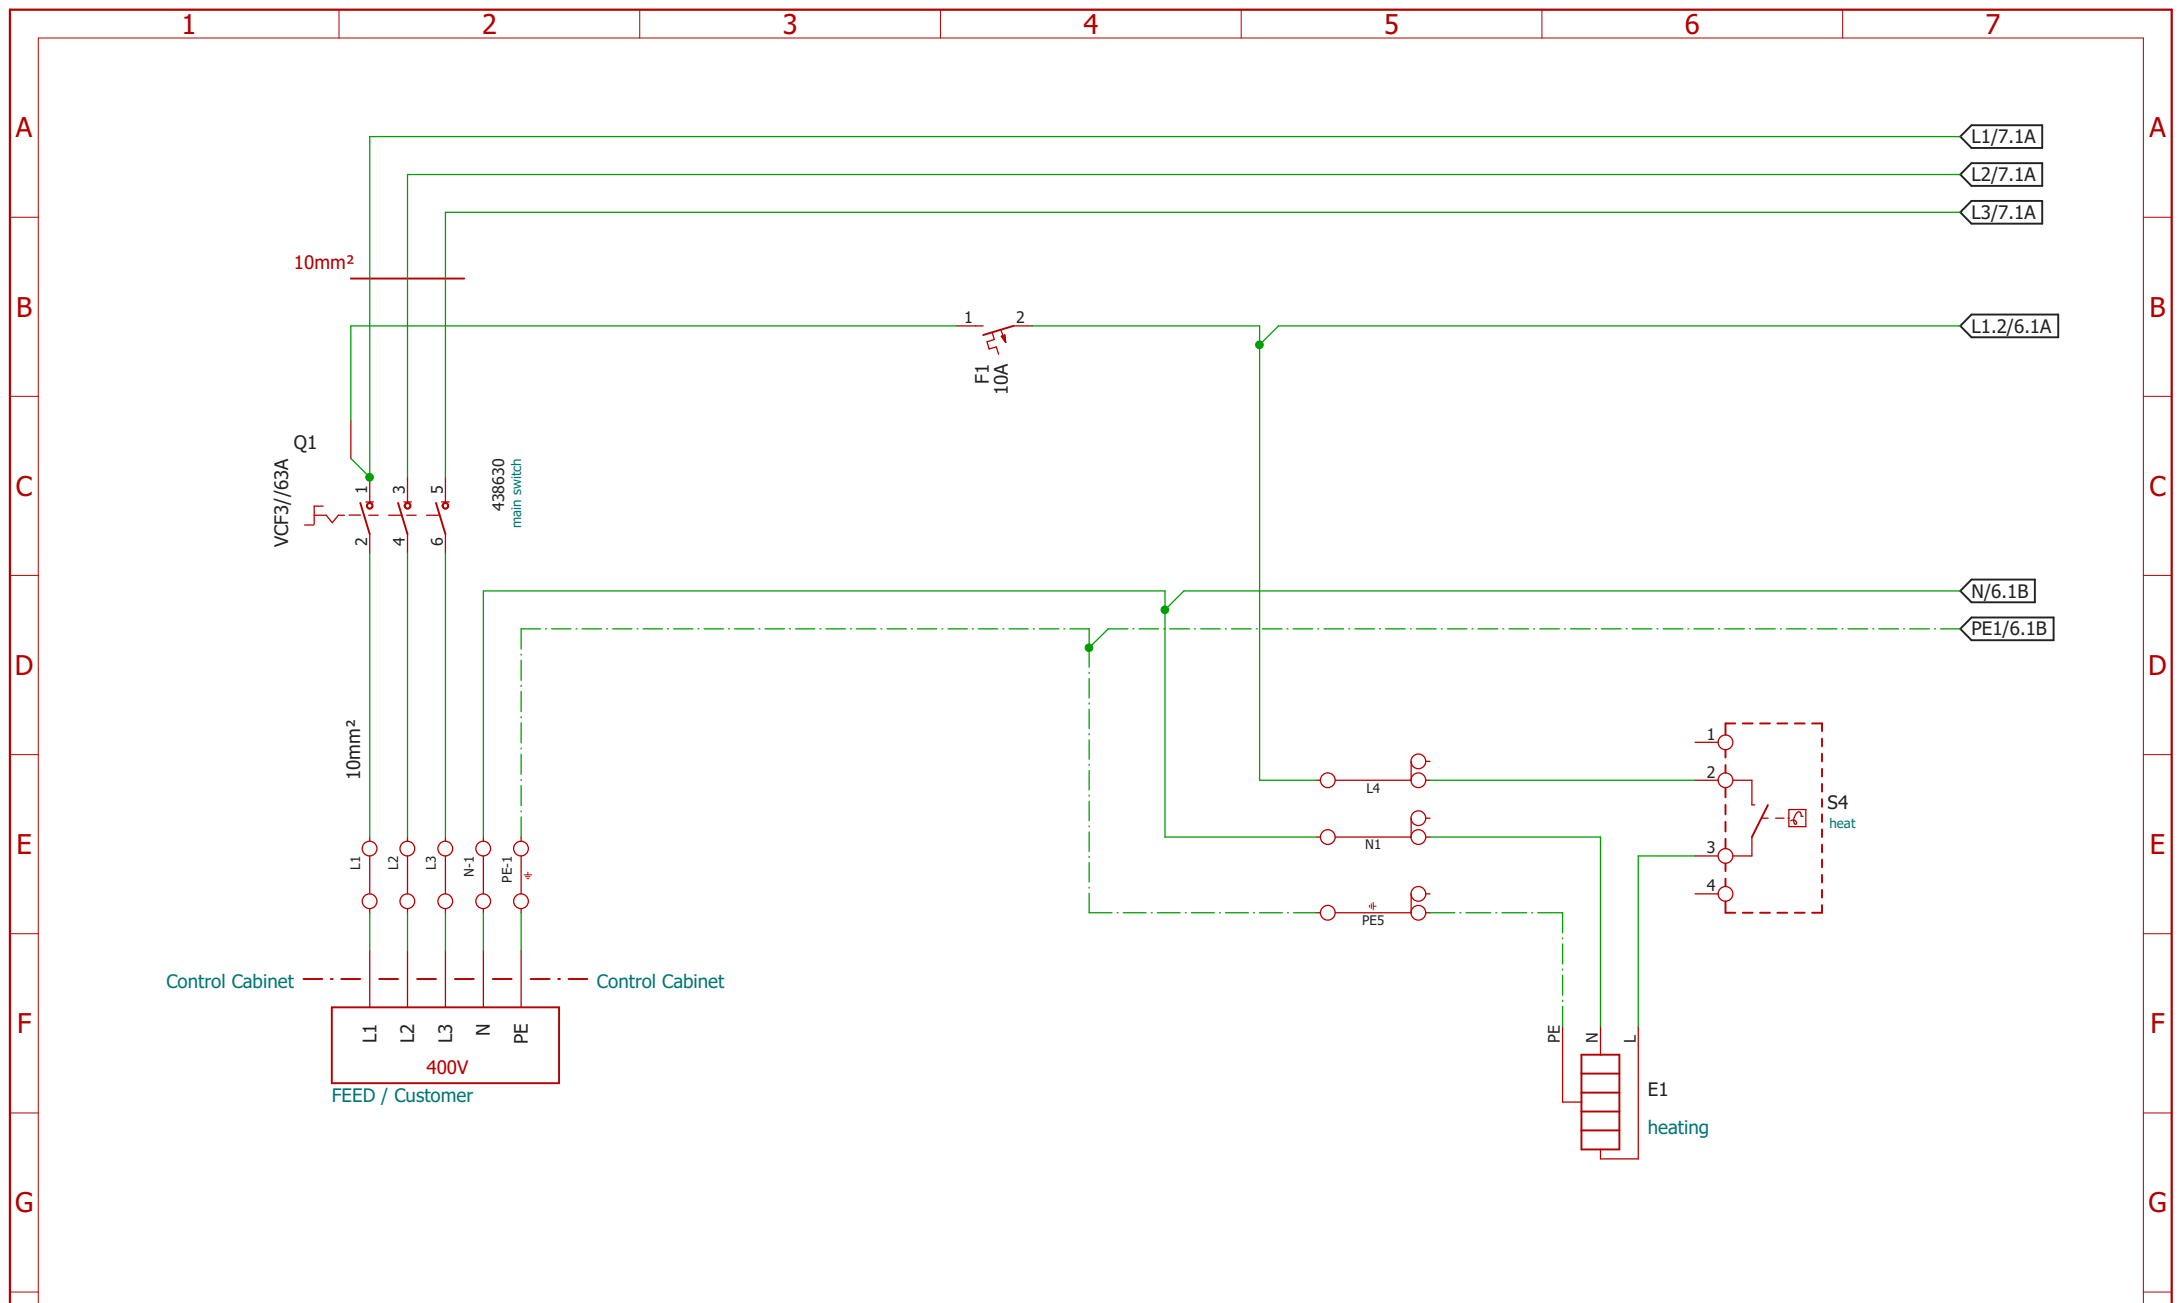 1 2 3 4 5 6 7
A A
L1/7.1A
L2/7.1A
L3/7.1A
10mm²
B B
1 2
L1.2/6.1A
F1
10A
Q1
VCF3//63A
C C
1 3 5
2 4 6
438630
main switch
N/6.1B
PE1/6.1B
D D
10mm²
1
2
L4
S4
heat
N1
3
4
E E
L1 L2 L3 N-1 PE-1
PE5
Control Cabinet Control Cabinet
F F
L1 L2 L3 N PE
400V
FEED / Customer
PE N L
E1
heating
G G